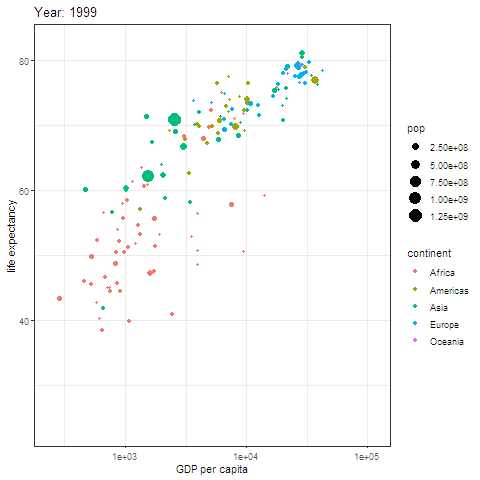 Year: 1999
80
60
40
life expectancy
1e+03
1e+04
1e+05
GDP per capita
pop
2.50e+08
5.00e+08
7.50e+08
1.00e+09
1.25e+09
continent
Africa
Americas
Asia
Europe
Oceania